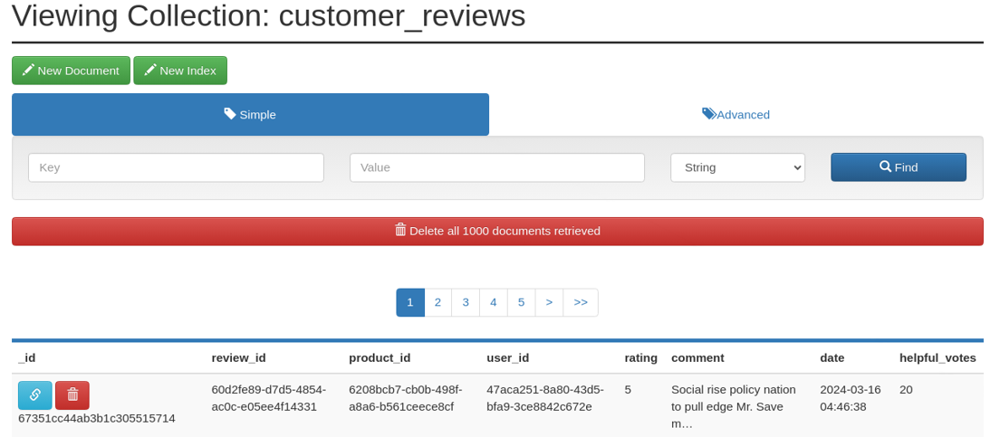 Viewing Collection: customer_reviews
New Document New Index
Simple Advanced
Key Value String Find
Delete all 1000 documents retrieved
1 2 3 4 5 > >>
_id review_id product_id user_id rating comment date helpful_votes
60d2fe89-d7d5-4854- 6208bcb7-cb0b-498f- 47aca251-8a80-43d5- 5 Social rise policy nation 2024-03-16 20
ac0c-e05ee4f14331 a8a6-b561ceece8cf bfa9-3ce8842c672e to pull edge Mr. Save 04:46:38
67351cc44ab3b1c305515714 m…